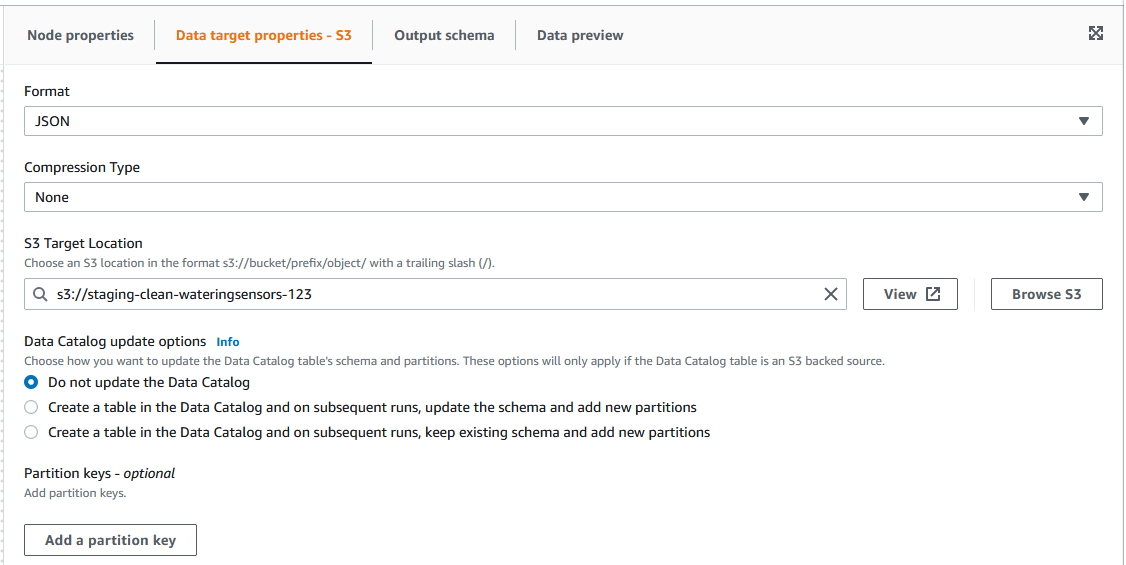 Node properties
Data target properties - S3
Output schema
Data preview
Format
JSON
Compression Type
None
S3 Target Location
Choose an S3 location in the format s3://bucket/prefix/object/ with a trailing slash (/).
s3://staging-clean-wateringsensors-123
View
Browse S3
Data Catalog update options Info
Choose how you want to update the Data Catalog table's schema and partitions. These options will only apply if the Data Catalog table is an S3 backed source.
Do not update the Data Catalog
Create a table in the Data Catalog and on subsequent runs, update the schema and add new partitions
Create a table in the Data Catalog and on subsequent runs, keep existing schema and add new partitions
Partition keys - optional
Add partition keys.
Add a partition key